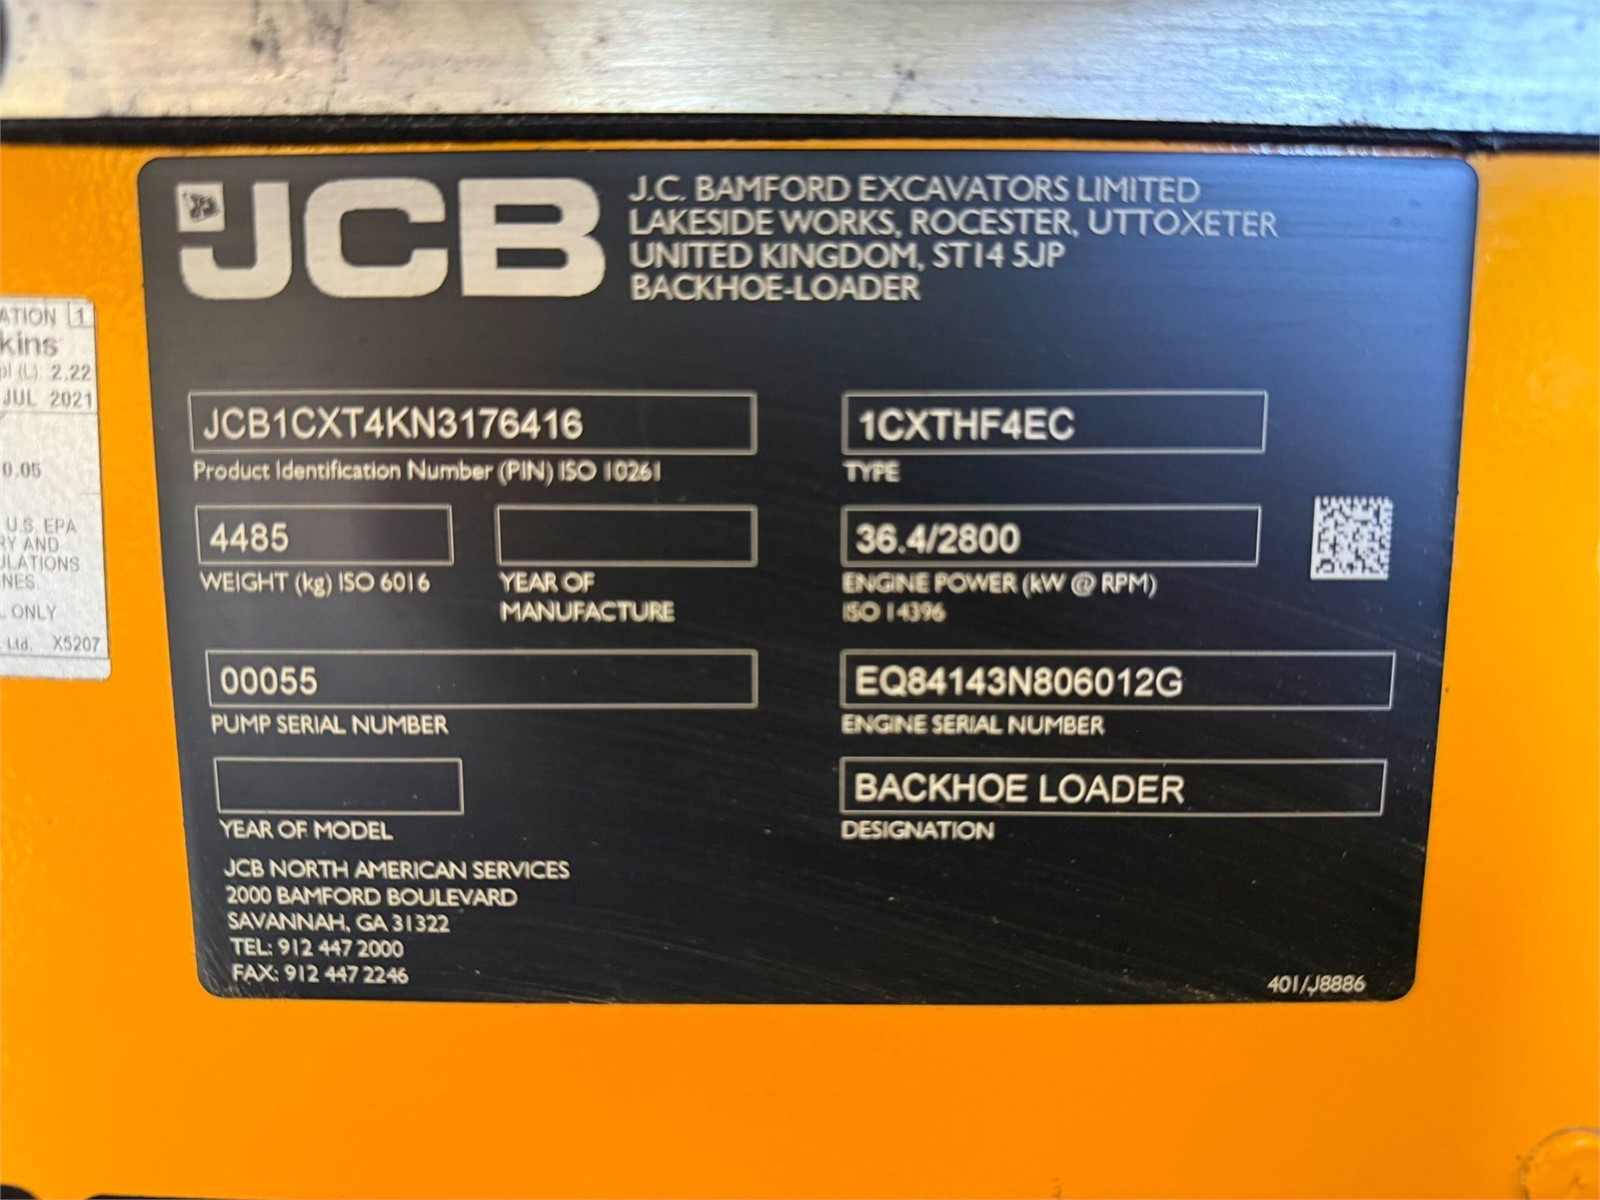 JCB
J.C. BAMFORD EXCAVATORS LIMITED
LAKESIDE WORKS, ROCESTER, UTTOXETER
UNITED KINGDOM, ST14 5JP
BACKHOE-LOADER
JCB1CXT4KN3176416
Product Identification Number (PIN) ISO 10261
1CXTHF4EC
TYPE
4485
WEIGHT (kg) ISO 6016
YEAR OF
MANUFACTURE
36.4/2800
ENGINE POWER (kW @ RPM)
ISO 14396
00055
PUMP SERIAL NUMBER
EQ84143N806012G
ENGINE SERIAL NUMBER
YEAR OF MODEL
BACKHOE LOADER
DESIGNATION
JCB NORTH AMERICAN SERVICES
2000 BAMFORD BOULEVARD
SAVANNAH, GA 31322
TEL: 912 447 2000
FAX: 912 447 2246
401/J8886
ATION 1
kins
pl (L): 2.22
JUL 2021
0.05
U.S. EPA
RY AND
ULATIONS
INES.
L ONLY
Ltd. X5207